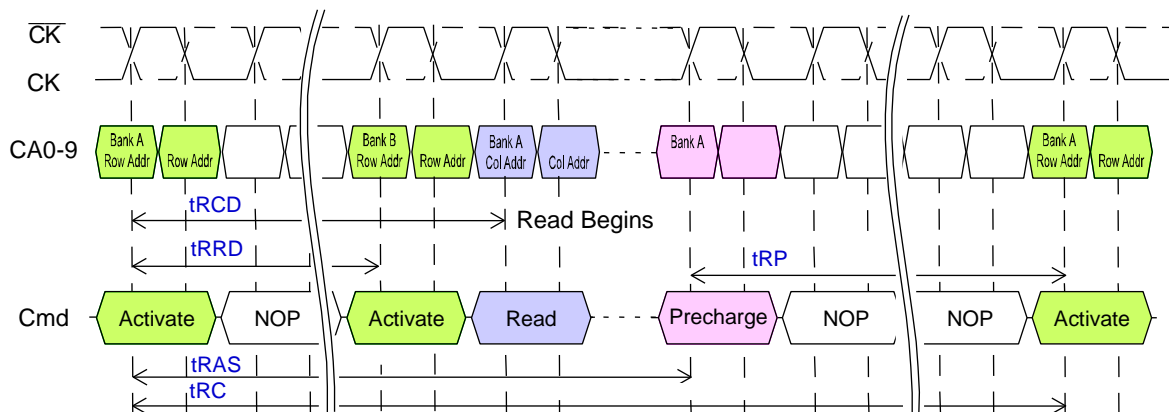 CK
CK
CA0-9
Bank A
Row Addr
Row Addr
Bank B
Row Addr
Row Addr
Bank A
Col Addr
Col Addr
Bank A
Bank A
Row Addr
Row Addr
tRCD
Read Begins
tRRD
tRP
Cmd
Activate
NOP
Activate
Read
Precharge
NOP
NOP
Activate
tRAS
tRC